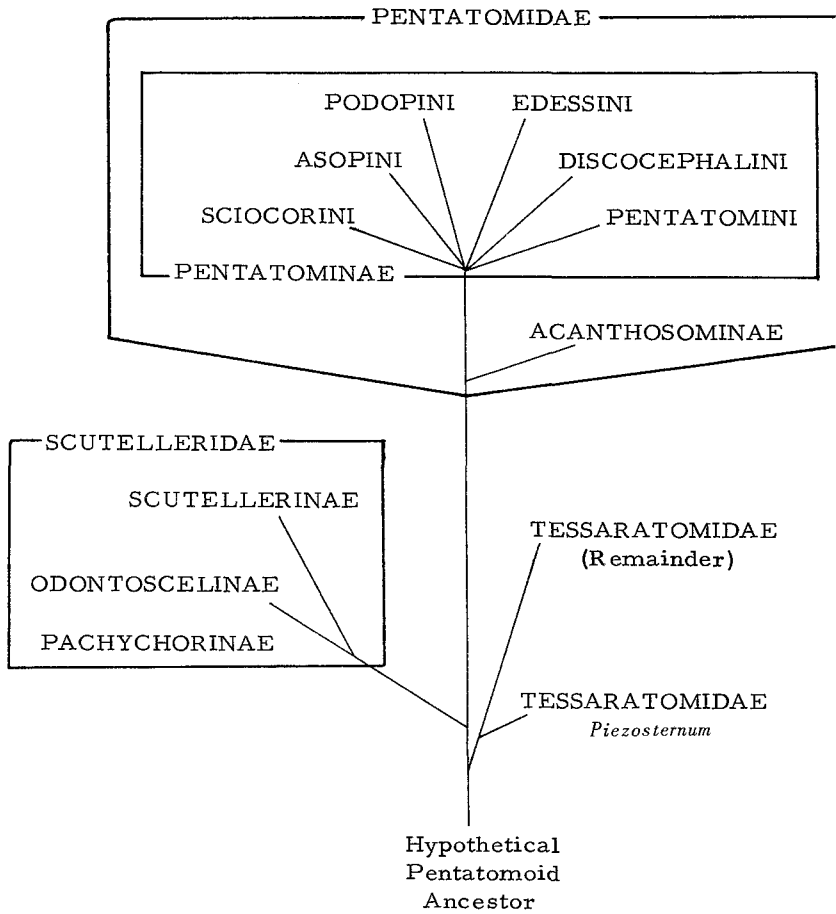 PENTATOMIDAE
PODOPINI
EDESSINI
ASOPINI
DISCOCEPHALINI
SCIOCORINI
PENTATOMINI
PENTATOMINAE
ACANTHOSOMINAE
SCUTELLERIDAE
SCUTELLERINAE
ODONTOSCELINAE
PACHYCHORINAE
TESSARATOMIDAE
(Remainder)
TESSARATOMIDAE
Piezosternum
Hypothetical
Pentatomoid
Ancestor